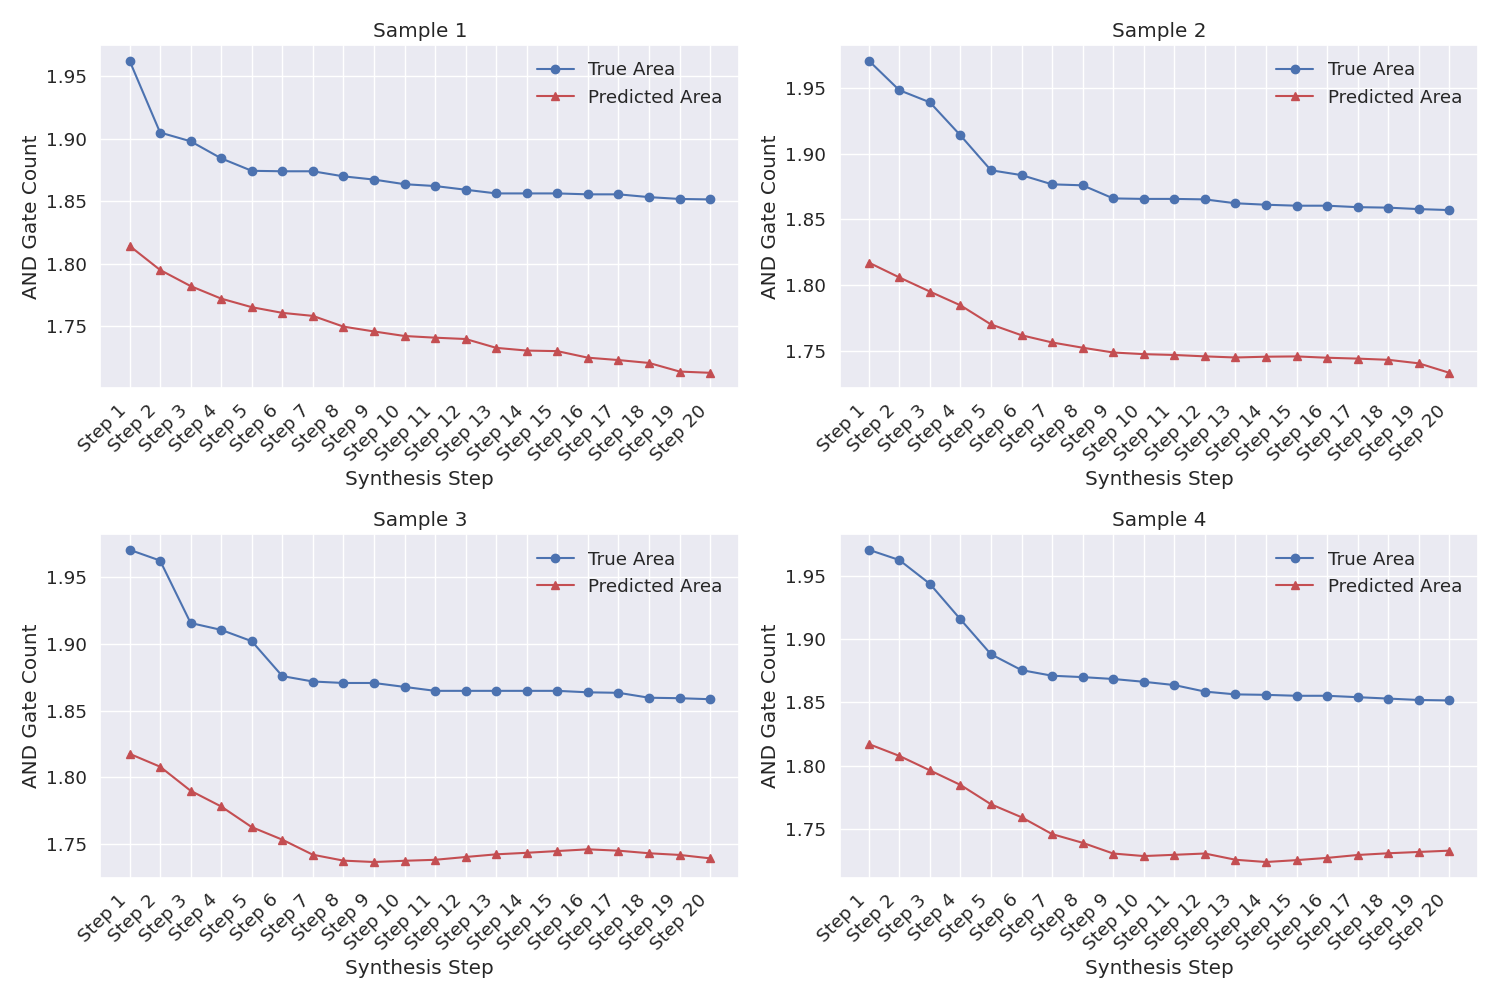 Sample 1
AND Gate Count
1.95
1.90
1.85
1.80
1.75
True Area
Predicted Area
Step 1
Step 2
Step 3
Step 4
Step 5
Step 6
Step 7
Step 8
Step 9
Step 10
Step 11
Step 12
Step 13
Step 14
Step 15
Step 16
Step 17
Step 18
Step 19
Step 20
Synthesis Step
Sample 2
AND Gate Count
1.95
1.90
1.85
1.80
1.75
True Area
Predicted Area
Step 1
Step 2
Step 3
Step 4
Step 5
Step 6
Step 7
Step 8
Step 9
Step 10
Step 11
Step 12
Step 13
Step 14
Step 15
Step 16
Step 17
Step 18
Step 19
Step 20
Synthesis Step
Sample 3
AND Gate Count
1.95
1.90
1.85
1.80
1.75
True Area
Predicted Area
Step 1
Step 2
Step 3
Step 4
Step 5
Step 6
Step 7
Step 8
Step 9
Step 10
Step 11
Step 12
Step 13
Step 14
Step 15
Step 16
Step 17
Step 18
Step 19
Step 20
Synthesis Step
Sample 4
AND Gate Count
1.95
1.90
1.85
1.80
1.75
True Area
Predicted Area
Step 1
Step 2
Step 3
Step 4
Step 5
Step 6
Step 7
Step 8
Step 9
Step 10
Step 11
Step 12
Step 13
Step 14
Step 15
Step 16
Step 17
Step 18
Step 19
Step 20
Synthesis Step